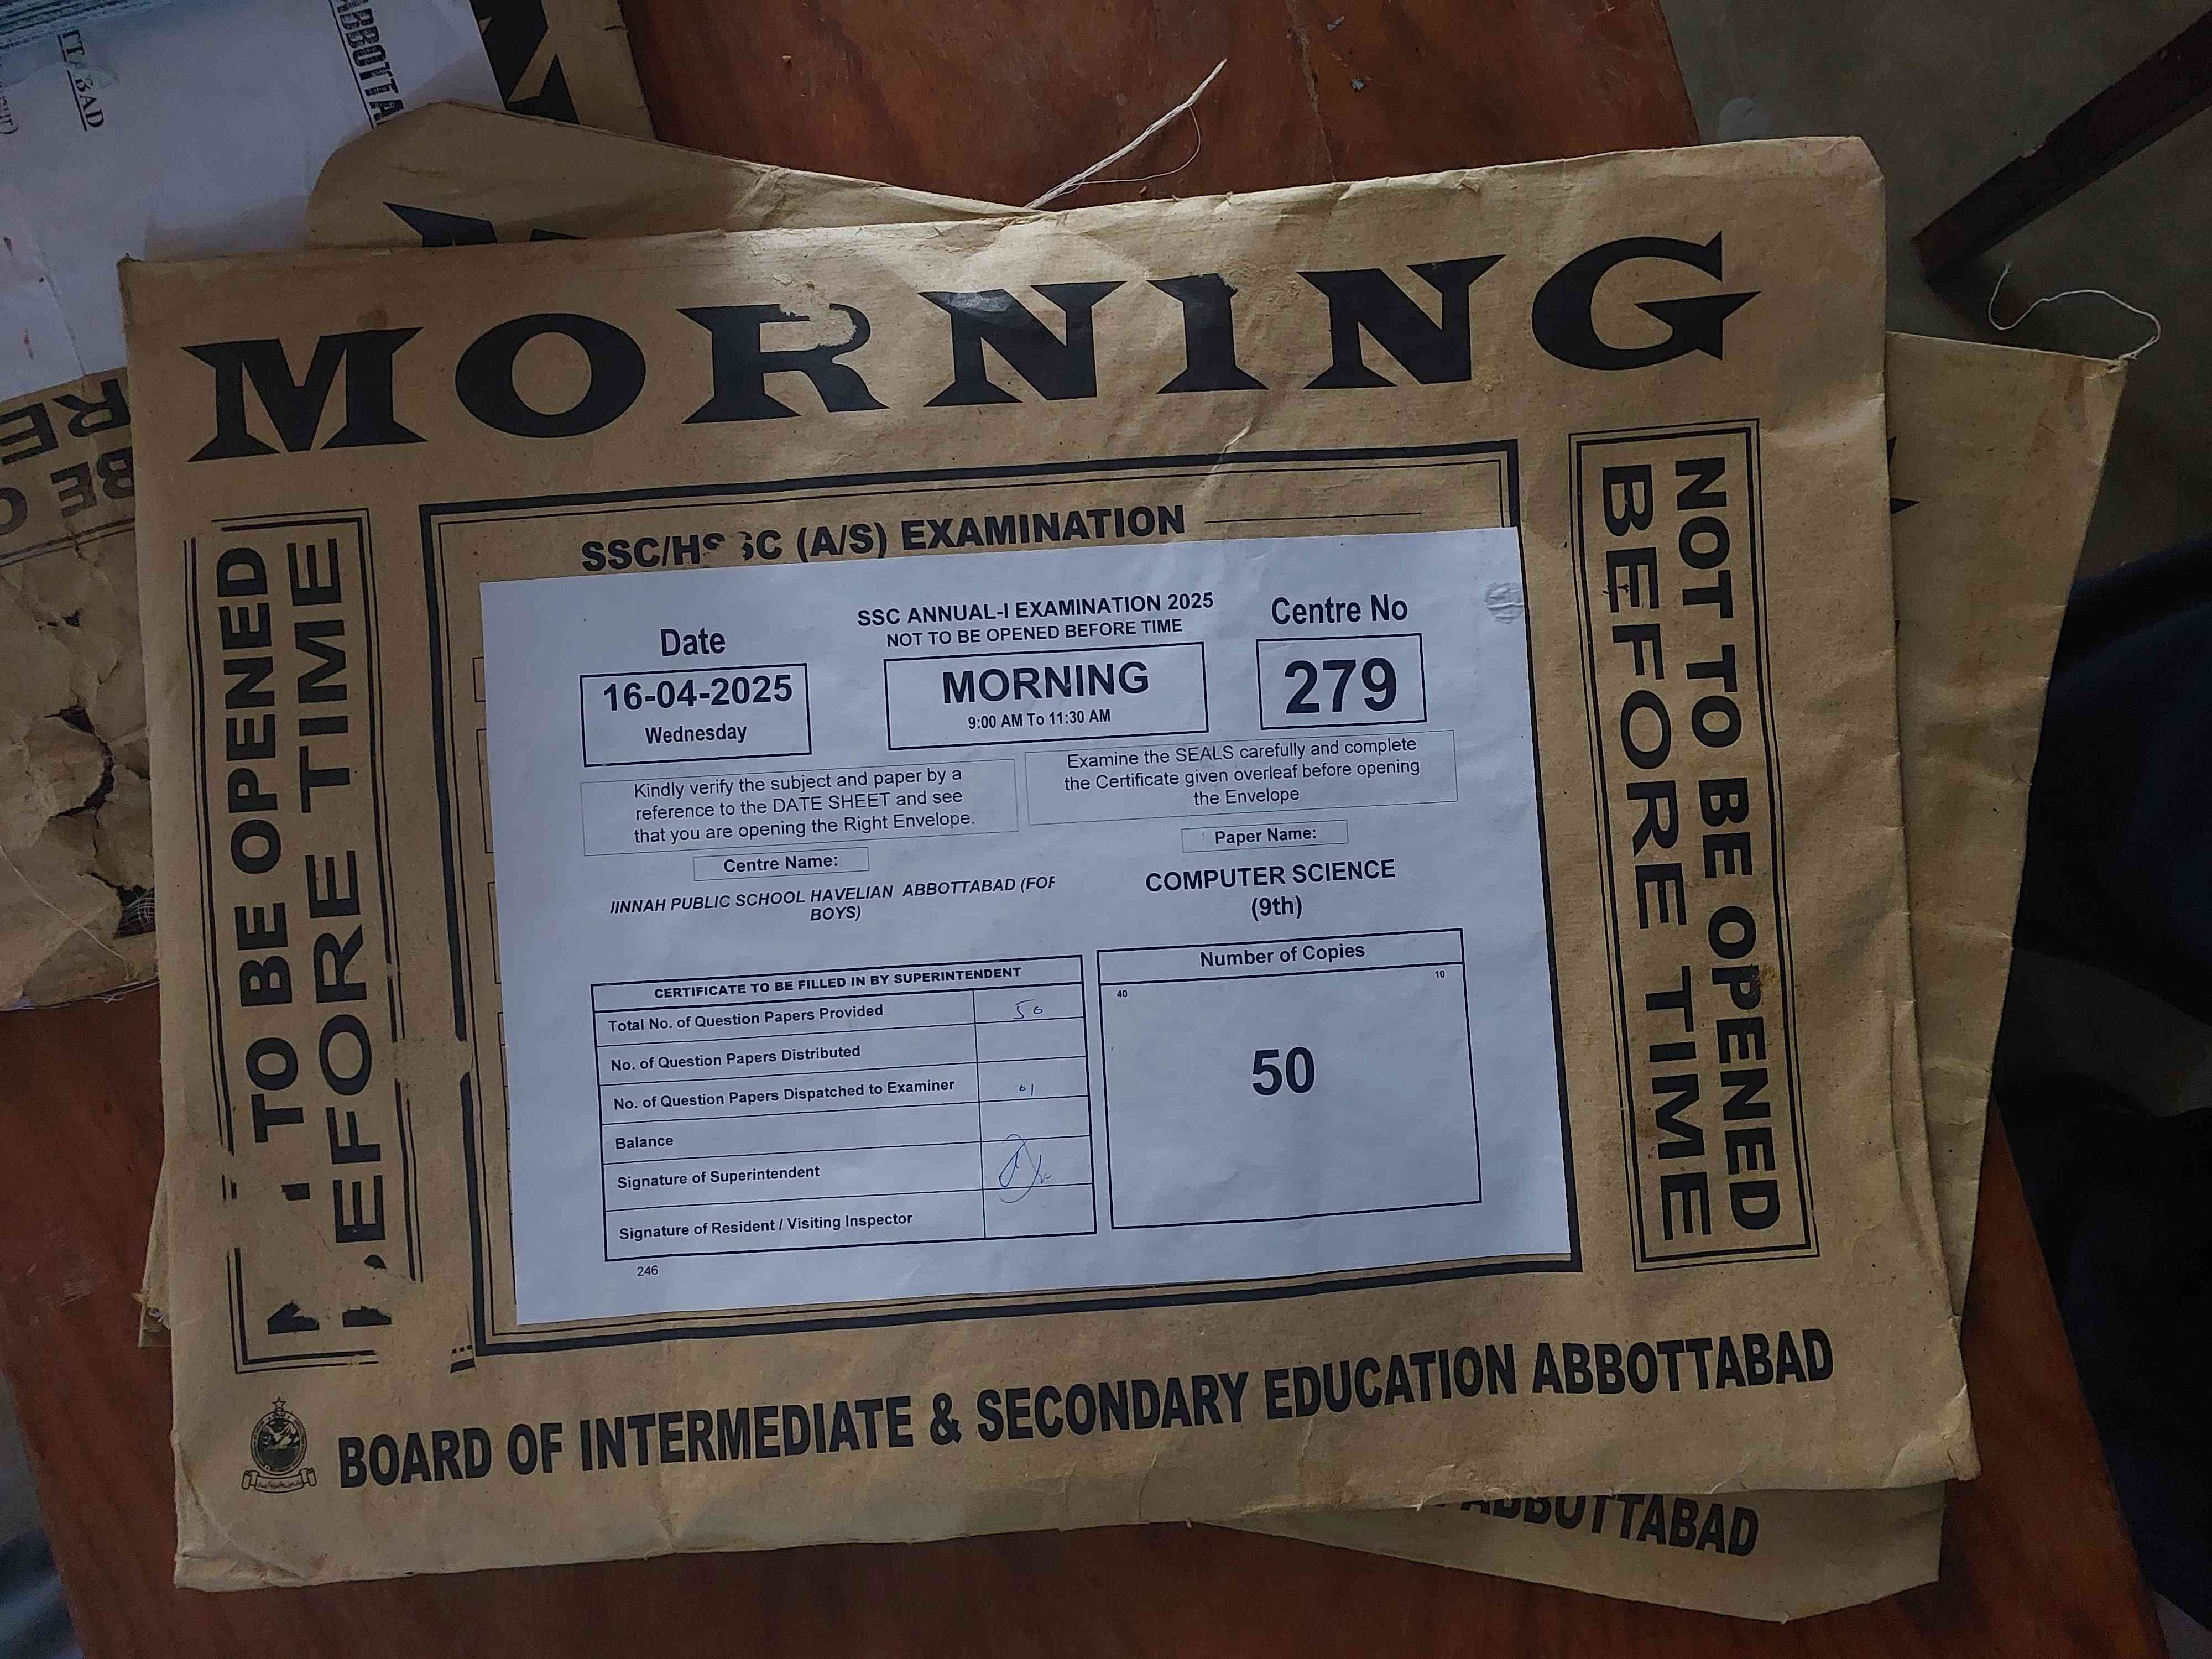 ABBOTTA
TTABAD
BE O
RE
MORNING
TO BE OPENED
EFORE TIME
NOT TO BE OPENED
BEFORE TIME
SSC/HSSC (A/S) EXAMINATION
SSC ANNUAL-I EXAMINATION 2025
NOT TO BE OPENED BEFORE TIME
Date
16-04-2025
Wednesday
MORNING
9:00 AM To 11:30 AM
Centre No
279
Kindly verify the subject and paper by a
reference to the DATE SHEET and see
that you are opening the Right Envelope.
Examine the SEALS carefully and complete
the Certificate given overleaf before opening
the Envelope
Centre Name:
JINNAH PUBLIC SCHOOL HAVELIAN ABBOTTABAD (FOR
BOYS)
Paper Name:
COMPUTER SCIENCE
(9th)
CERTIFICATE TO BE FILLED IN BY SUPERINTENDENT
Total No. of Question Papers Provided 50
No. of Question Papers Distributed
No. of Question Papers Dispatched to Examiner 01
Balance
Signature of Superintendent
Signature of Resident / Visiting Inspector
246
Number of Copies
40 10
50
BOARD OF INTERMEDIATE & SECONDARY EDUCATION ABBOTTABAD
ABBOTTABAD